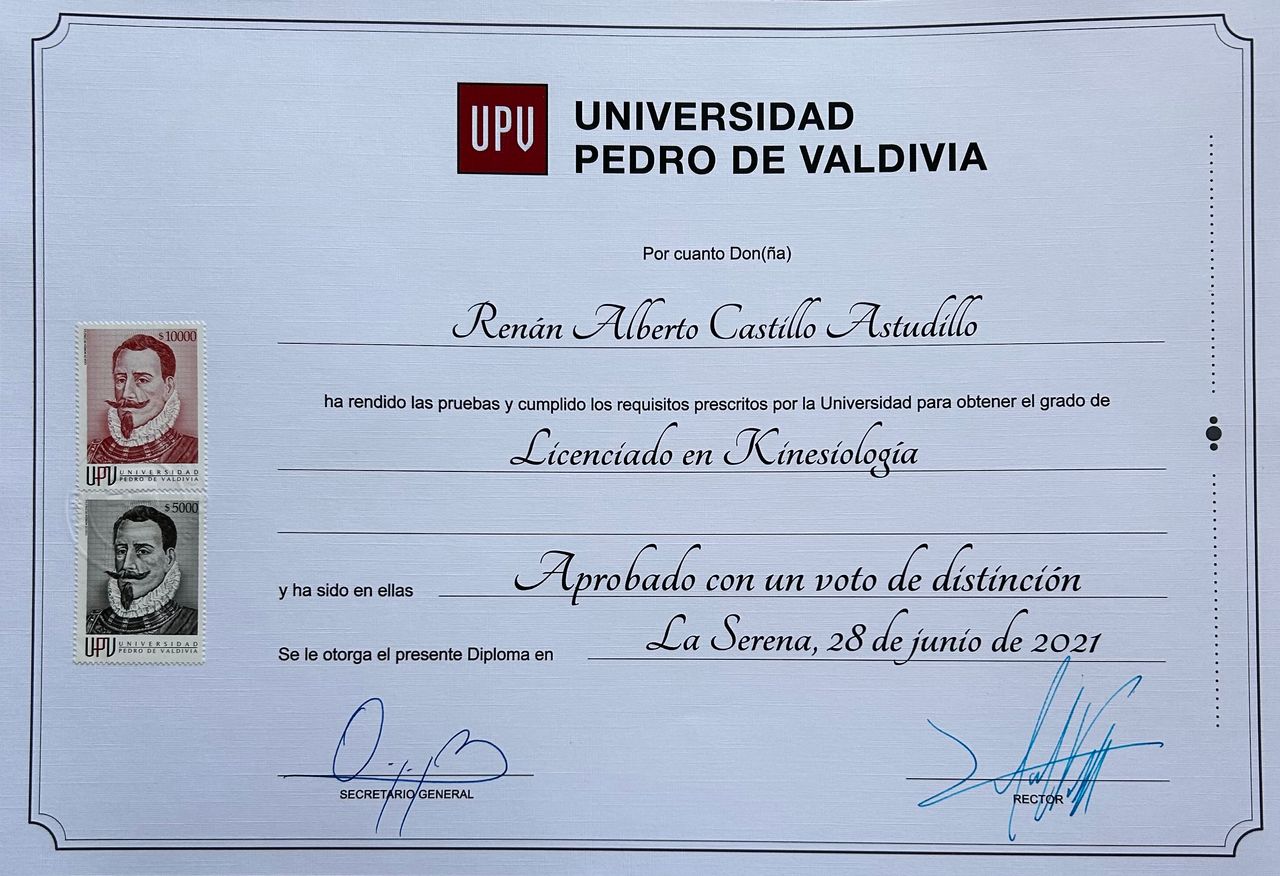 UPV
UNIVERSIDAD
PEDRO DE VALDIVIA
Por cuanto Don(ña)
Renán Alberto Castillo Astudillo
ha rendido las pruebas y cumplido los requisitos prescritos por la Universidad para obtener el grado de
Licenciado en Kinesiología
y ha sido en ellas Aprobado con un voto de distinción
Se le otorga el presente Diploma en La Serena, 28 de junio de 2021
$10000
UPV UNIVERSIDAD
PEDRO DE VALDIVIA
$5000
UPV UNIVERSIDAD
PEDRO DE VALDIVIA
SECRETARIO GENERAL
RECTOR